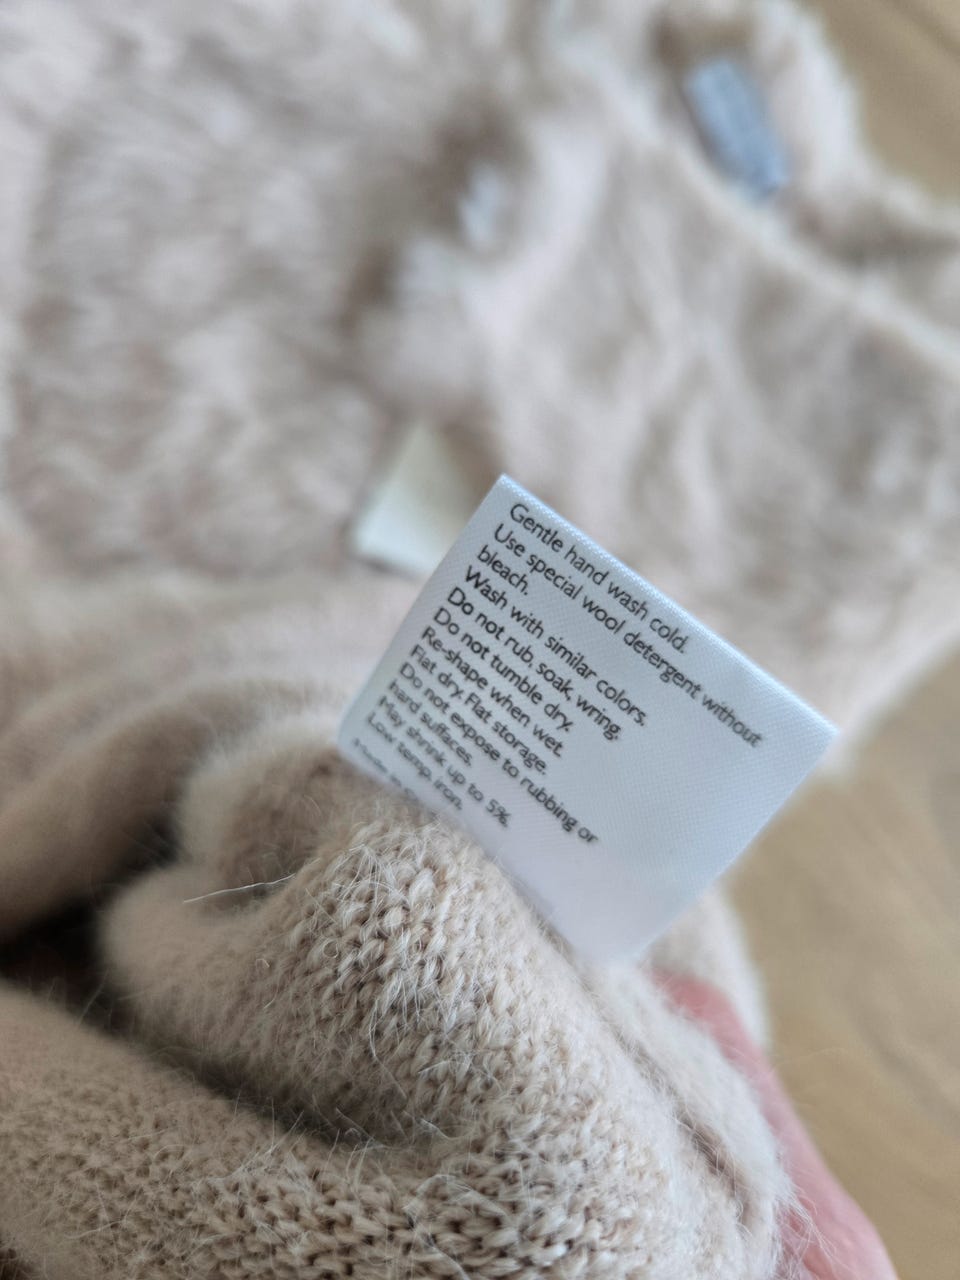 Gentle hand wash cold.
Use special wool detergent without
bleach.
Wash with similar colors.
Do not rub, soak, wring.
Do not tumble dry.
Re-shape when wet.
Flat dry. Flat storage.
Do not expose to rubbing or
hard suffices.
May shrink up to 5%.
Low temp. iron.